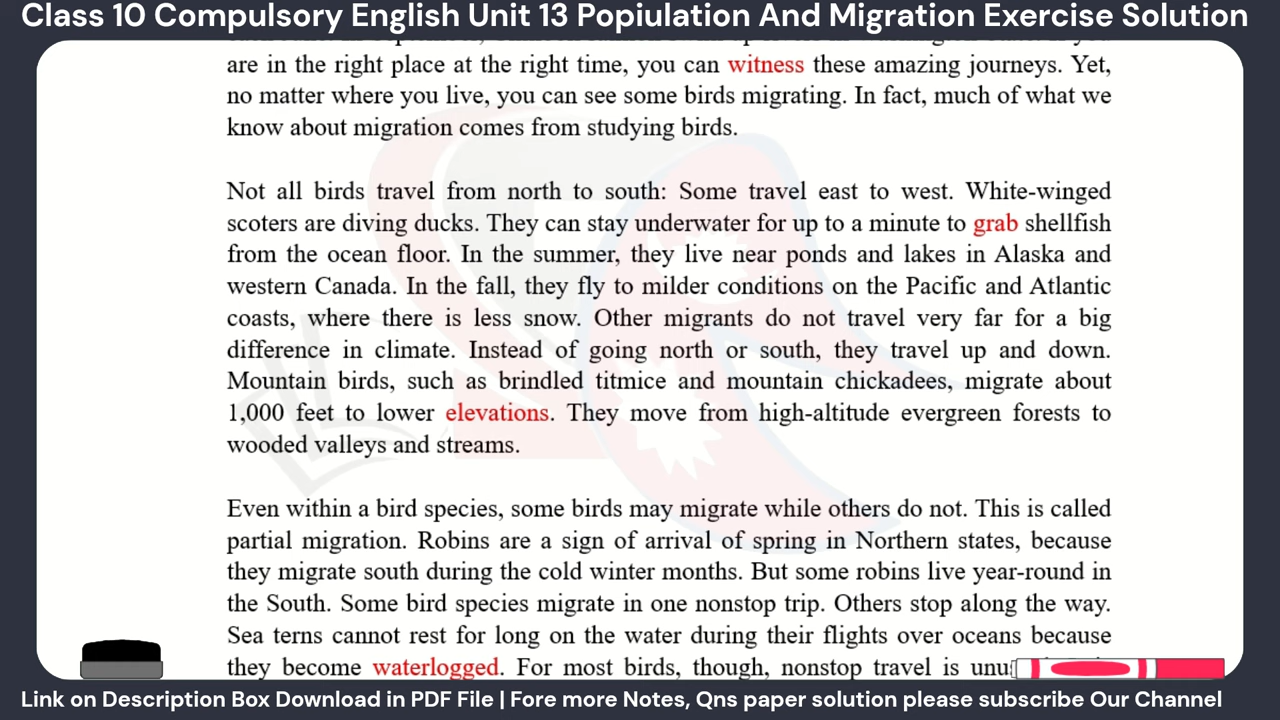 Class 10 Compulsory English Unit 13 Popiulation And Migration Exercise Solution
are in the right place at the right time, you can witness these amazing journeys. Yet,
no matter where you live, you can see some birds migrating. In fact, much of what we
know about migration comes from studying birds.
Not all birds travel from north to south: Some travel east to west. White-winged
scoters are diving ducks. They can stay underwater for up to a minute to grab shellfish
from the ocean floor. In the summer, they live near ponds and lakes in Alaska and
western Canada. In the fall, they fly to milder conditions on the Pacific and Atlantic
coasts, where there is less snow. Other migrants do not travel very far for a big
difference in climate. Instead of going north or south, they travel up and down.
Mountain birds, such as brindled titmice and mountain chickadees, migrate about
1,000 feet to lower elevations. They move from high-altitude evergreen forests to
wooded valleys and streams.
Even within a bird species, some birds may migrate while others do not. This is called
partial migration. Robins are a sign of arrival of spring in Northern states, because
they migrate south during the cold winter months. But some robins live year-round in
the South. Some bird species migrate in one nonstop trip. Others stop along the way.
Sea terns cannot rest for long on the water during their flights over oceans because
they become waterlogged. For most birds, though, nonstop travel is
Link on Description Box Download in PDF File | Fore more Notes, Qns paper solution please subscribe Our Channel